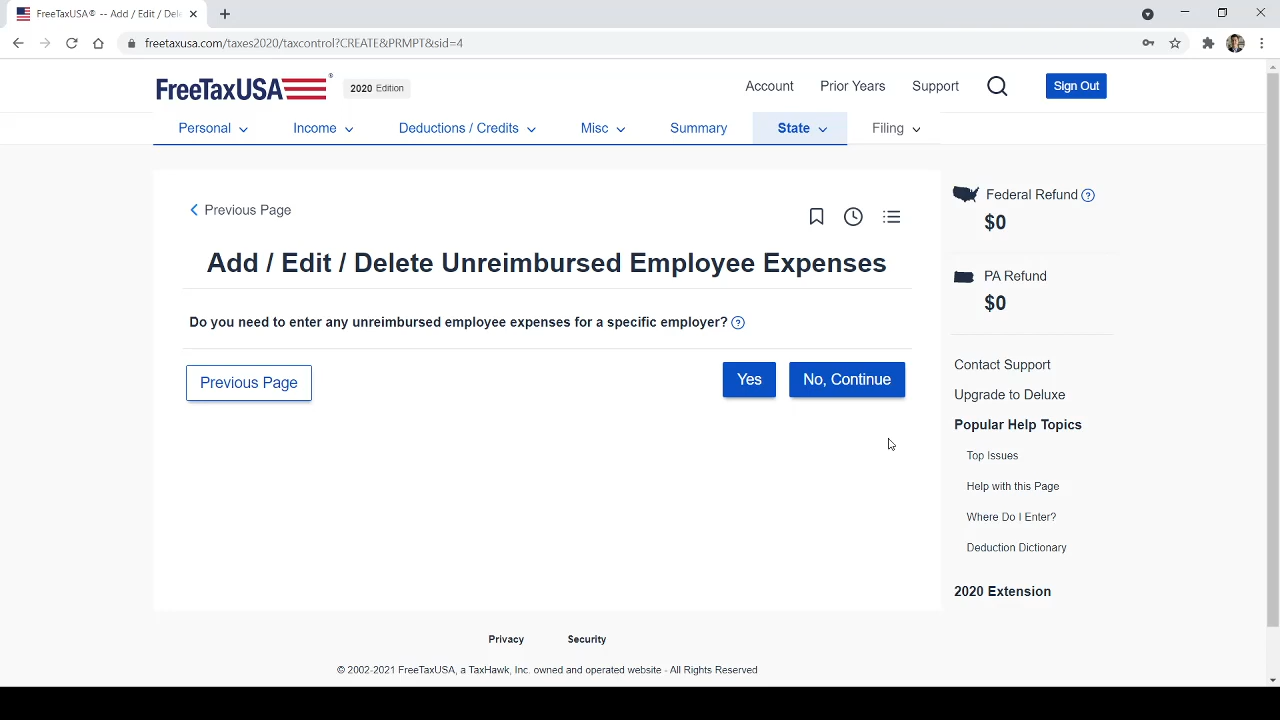 FreeTaxUSA® -- Add / Edit / Dele
freetaxusa.com/taxes2020/taxcontrol?CREATE&PRMPT&sid=4
FreeTaxUSA®
2020 Edition
Account
Prior Years
Support
Sign Out
Personal
Income
Deductions / Credits
Misc
Summary
State
Filing
Previous Page
Add / Edit / Delete Unreimbursed Employee Expenses
Do you need to enter any unreimbursed employee expenses for a specific employer? ?
Previous Page
Yes
No, Continue
Federal Refund ?
$0
PA Refund
$0
Contact Support
Upgrade to Deluxe
Popular Help Topics
Top Issues
Help with this Page
Where Do I Enter?
Deduction Dictionary
2020 Extension
Privacy
Security
© 2002-2021 FreeTaxUSA, a TaxHawk, Inc. owned and operated website - All Rights Reserved